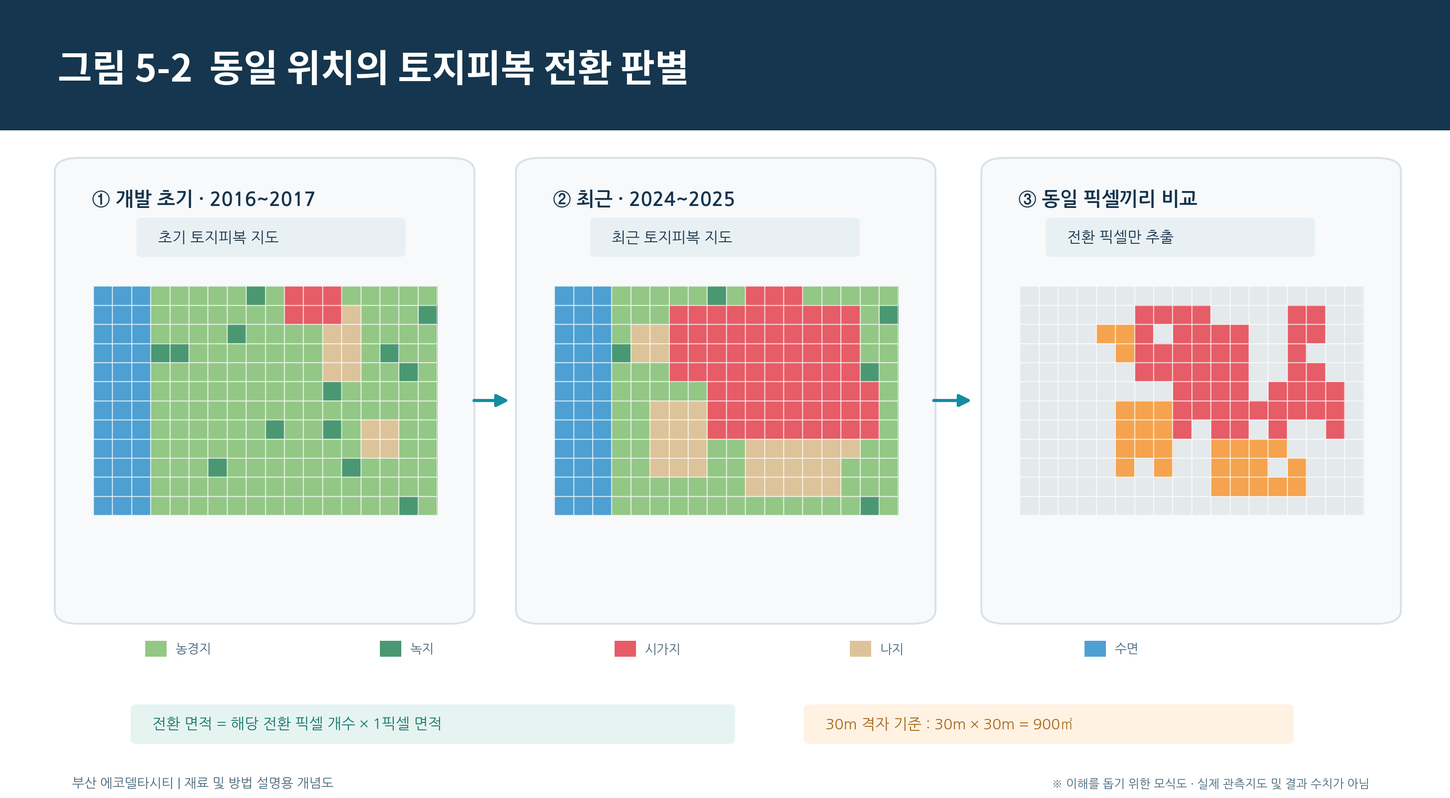 그림 5-2 동일 위치의 토지피복 전환 판별
① 개발 초기 · 2016~2017
초기 토지피복 지도
② 최근 · 2024~2025
최근 토지피복 지도
③ 동일 픽셀끼리 비교
전환 픽셀만 추출
농경지
녹지
시가지
나지
수면
전환 면적 = 해당 전환 픽셀 개수 × 1픽셀 면적
30m 격자 기준 : 30m × 30m = 900㎡
부산 에코델타시티 | 재료 및 방법 설명용 개념도
※ 이해를 돕기 위한 모식도 · 실제 관측지도 및 결과 수치가 아님